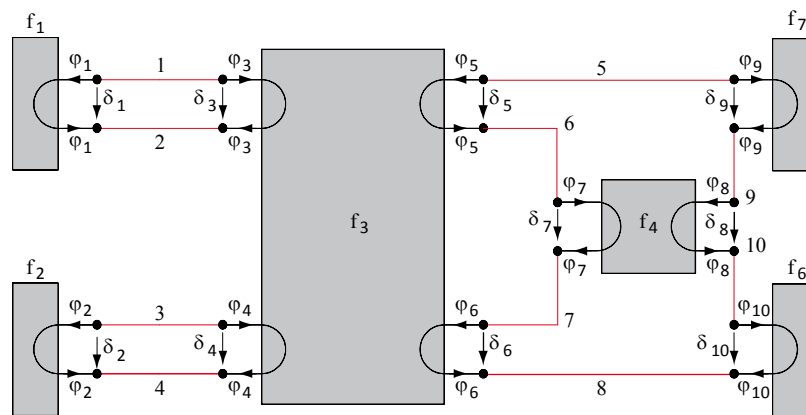 f₁ f₇
φ₁ 1 φ₃ φ₅ 5 φ₉
δ₁ δ₃ δ₅ δ₉
φ₁ 2 φ₃ φ₅ 6 φ₉
φ₇ φ₈ 9
f₃ δ₇ f₄ δ₈
φ₇ φ₈ 10
f₂ f₆
φ₂ 3 φ₄ φ₆ 7 φ₁₀
δ₂ δ₄ δ₆ δ₁₀
φ₂ 4 φ₄ φ₆ 8 φ₁₀